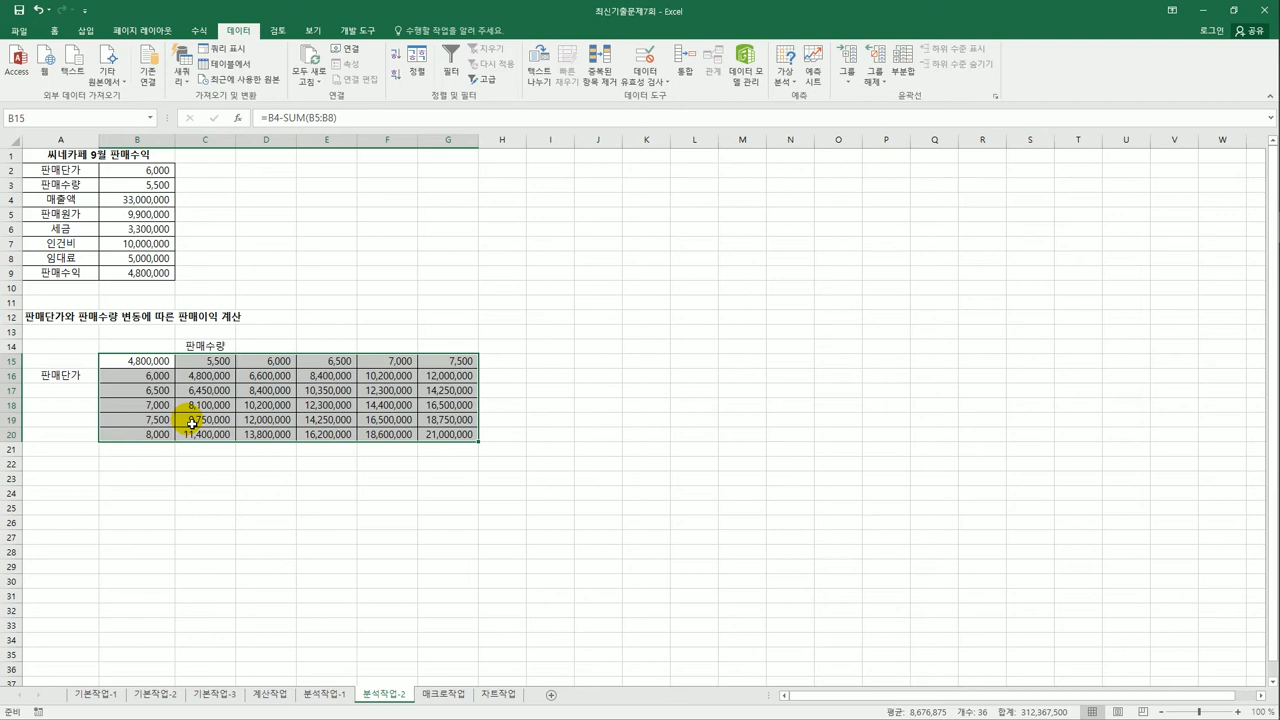 최신기출문제7회 - Excel
파일 홈 삽입 페이지 레이아웃 수식 데이터 검토 보기 개발 도구 수행할 작업을 알려 주세요. 로그인 공유
Access 웹 텍스트 기타 원본에서 기존 연결 외부 데이터 가져오기
새 쿼리 쿼리 표시 테이블에서 최근에 사용한 원본 가져오기 및 변환
모두 새로 고침 연결 속성 연결 편집 연결
정렬 필터 지우기 다시 적용 고급 정렬 및 필터
텍스트 나누기 빠른 채우기 중복된 항목 제거 데이터 유효성 검사 통합 관계 데이터 모델 관리 데이터 도구
가상 분석 예측 시트 예측
그룹 그룹 해제 부분합 하위 수준 표시 하위 수준 숨기기 윤곽선
B15 fx =B4-SUM(B5:B8)
A B C D E F G H I J K L M N O P Q R S T U V W
1 씨네카페 9월 판매수익
2 판매단가 6,000
3 판매수량 5,500
4 매출액 33,000,000
5 판매원가 9,900,000
6 세금 3,300,000
7 인건비 10,000,000
8 임대료 5,000,000
9 판매수익 4,800,000
10
11
12 판매단가와 판매수량 변동에 따른 판매이익 계산
13
14 판매수량
15 4,800,000 5,500 6,000 6,500 7,000 7,500
16 판매단가 6,000 4,800,000 6,600,000 8,400,000 10,200,000 12,000,000
17 6,500 6,450,000 8,400,000 10,350,000 12,300,000 14,250,000
18 7,000 8,100,000 10,200,000 12,300,000 14,400,000 16,500,000
19 7,500 9,750,000 12,000,000 14,250,000 16,500,000 18,750,000
20 8,000 11,400,000 13,800,000 16,200,000 18,600,000 21,000,000
21
22
23
24
25
26
27
28
29
30
31
32
33
34
35
36
37
기본작업-1 기본작업-2 기본작업-3 계산작업 분석작업-1 분석작업-2 매크로작업 차트작업
준비 평균: 8,676,875 개수: 36 합계: 312,367,500 100 %